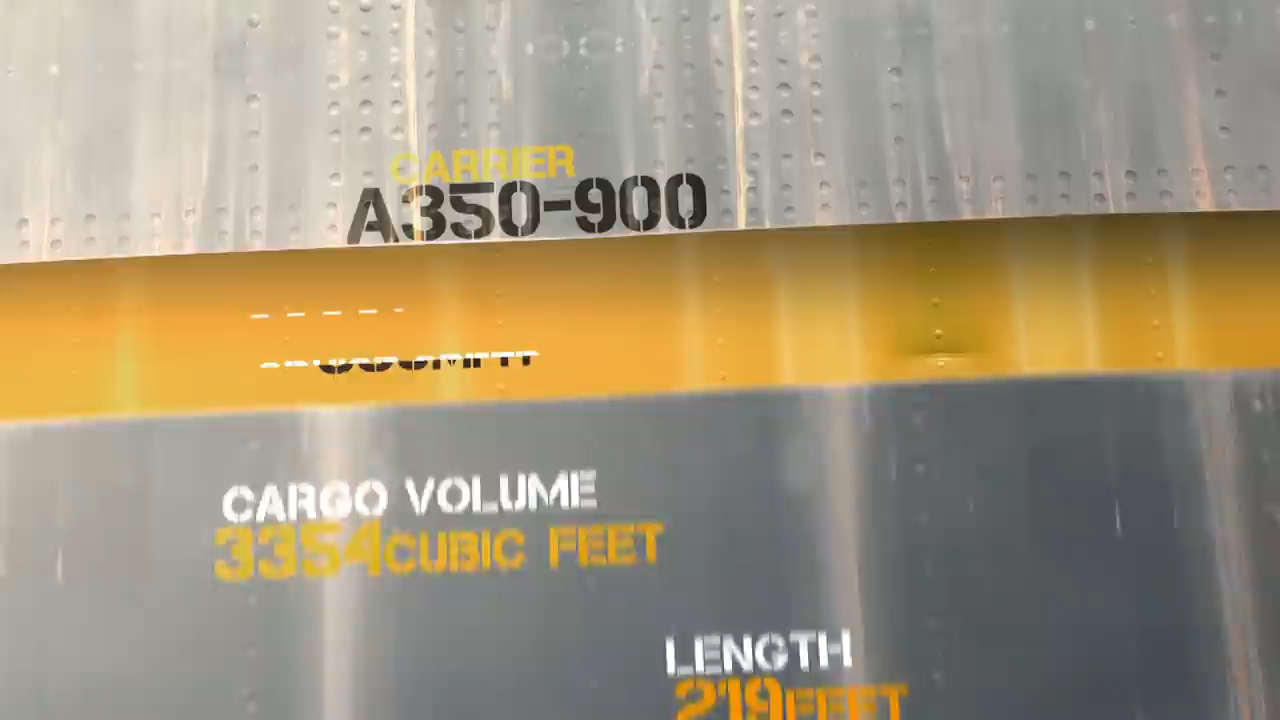 CARRIER
A350-900
CARGO VOLUME
3354CUBIC FEET
LENGTH
219FEET